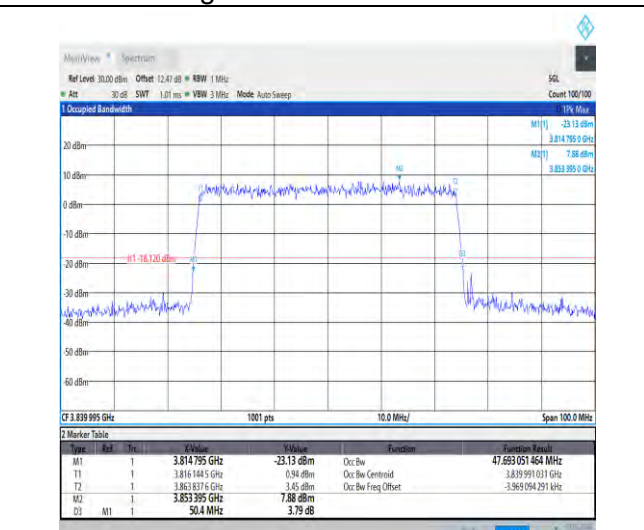 MultiView Spectrum
Ref Level 30.00 dBm Offset 12.47 dB RBW 1 MHz SGL
Att 30 dB SWT 1.01 ms VBW 3 MHz Mode Auto Sweep Count 100/100
1 Occupied Bandwidth 1Pk Max
M1[1] -23.13 dBm
3.814 795 0 GHz
20 dBm
M2[1] 7.88 dBm
3.853 395 0 GHz
10 dBm
M2
T1
T2
0 dBm
-10 dBm
H1 -18.120 dBm
M1
D3
-20 dBm
-30 dBm
-40 dBm
-50 dBm
-60 dBm
CF 3.839 995 GHz 1001 pts 10.0 MHz/ Span 100.0 MHz
2 Marker Table
Type Ref Trc X-Value Y-Value Function Function Result
M1 1 3.814795 GHz -23.13 dBm Occ Bw 47.693 051 464 MHz
T1 1 3.816 144 5 GHz 0.94 dBm Occ Bw Centroid 3.839 991 031 GHz
T2 1 3.863 837 6 GHz 3.45 dBm Occ Bw Freq Offset -3.969 094 291 kHz
M2 1 3.853395 GHz 7.88 dBm
D3 M1 1 50.4 MHz 3.79 dB